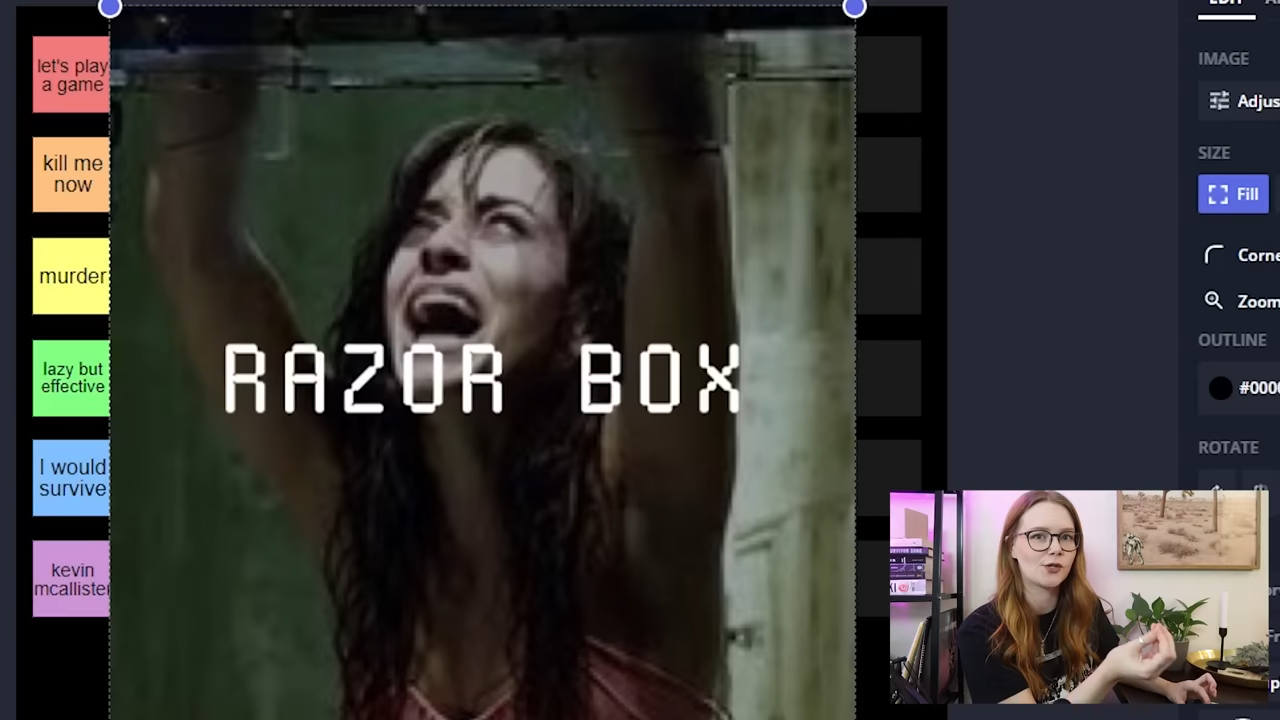 let's play
a game
kill me
now
murder
lazy but
effective
I would
survive
kevin
mcallister
RAZOR BOX
EDIT
IMAGE
Adjus
SIZE
Fill
Corne
Zoom
OUTLINE
#000
ROTATE